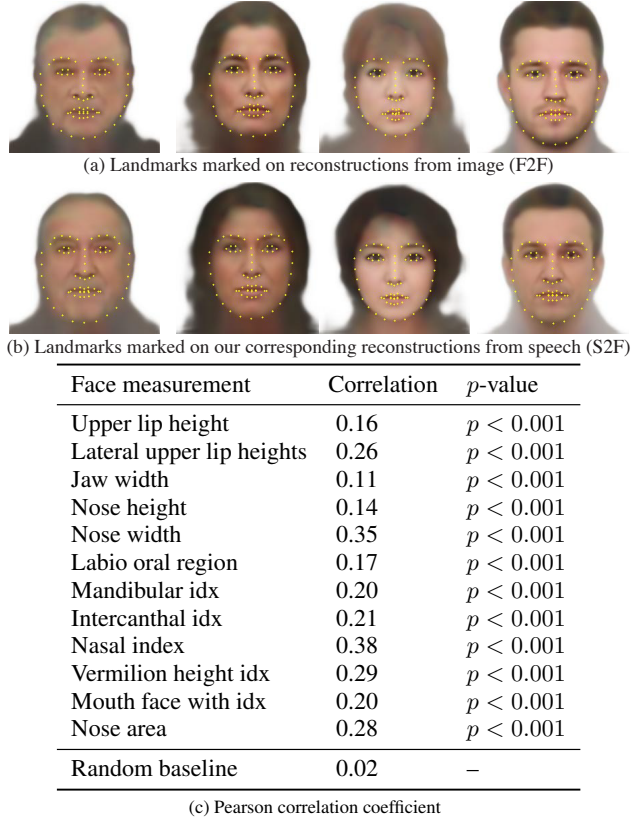 (a) Landmarks marked on reconstructions from image (F2F)
(b) Landmarks marked on our corresponding reconstructions from speech (S2F)
Face measurement Correlation p-value
Upper lip height 0.16 p < 0.001
Lateral upper lip heights 0.26 p < 0.001
Jaw width 0.11 p < 0.001
Nose height 0.14 p < 0.001
Nose width 0.35 p < 0.001
Labio oral region 0.17 p < 0.001
Mandibular idx 0.20 p < 0.001
Intercanthal idx 0.21 p < 0.001
Nasal index 0.38 p < 0.001
Vermilion height idx 0.29 p < 0.001
Mouth face with idx 0.20 p < 0.001
Nose area 0.28 p < 0.001
Random baseline 0.02 –
(c) Pearson correlation coefficient